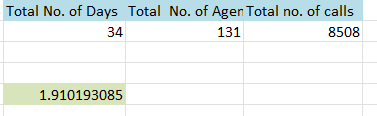 Total No. of Days Total No. of Agen Total no. of calls
34 131 8508
1.910193085